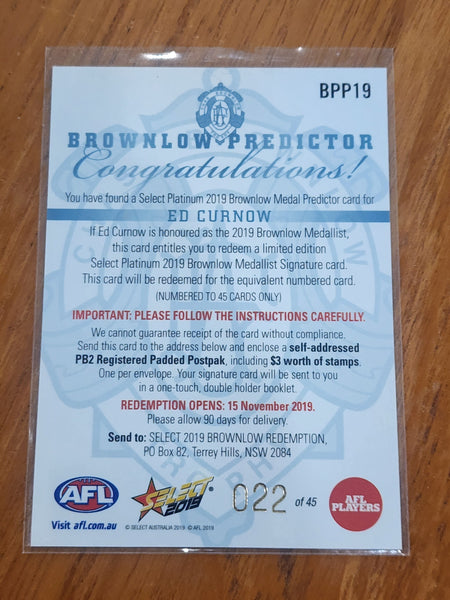 BPP19
BROWNLOW PREDICTOR
Congratulations!
You have found a Select Platinum 2019 Brownlow Medal Predictor card for
ED CURNOW
If Ed Curnow is honoured as the 2019 Brownlow Medallist,
this card entitles you to redeem a limited edition
Select Platinum 2019 Brownlow Medallist Signature card.
This card will be redeemed for the equivalent numbered card.
(NUMBERED TO 45 CARDS ONLY)
IMPORTANT: PLEASE FOLLOW THE INSTRUCTIONS CAREFULLY.
We cannot guarantee receipt of the card without compliance.
Send this card to the address below and enclose a self-addressed
PB2 Registered Padded Postpak, including $3 worth of stamps.
One per envelope. Your signature card will be sent to you
in a one-touch, double holder booklet.
REDEMPTION OPENS: 15 November 2019.
Please allow 90 days for delivery.
Send to: SELECT 2019 BROWNLOW REDEMPTION,
PO Box 82, Terrey Hills, NSW 2084
AFL
SELECT®
2019
022 of 45
AFL
PLAYERS
Visit afl.com.au
© SELECT AUSTRALIA 2019 © AFL 2019